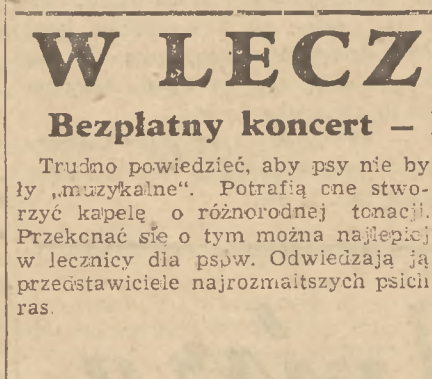 W LECZ
Bezpłatny koncert –
Trudno powiedzieć, aby psy nie by
ły „muzykalne“. Potrafią one stwo-
rzyć kapelę o różnorodnej tonacji.
Przekonać się o tym można najlepiej
w lecznicy dla psów. Odwiedzają ją
przedstawiciele najrozmaitszych psich
ras.